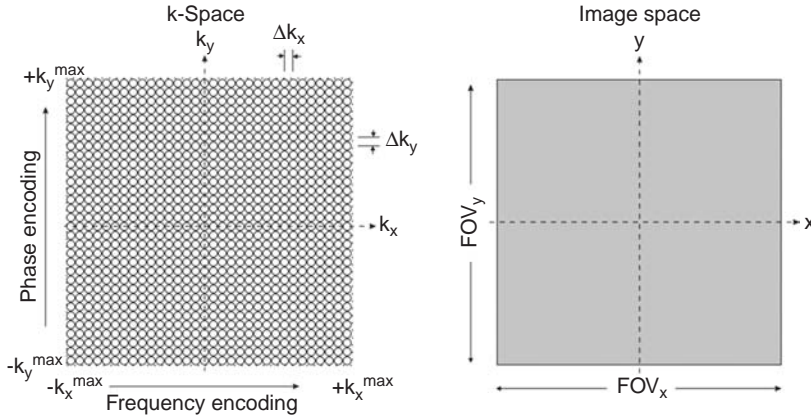 k-Space
k_y
Δk_x
+k_y^max
Δk_y
Phase encoding
k_x
-k_y^max
-k_x^max
+k_x^max
Frequency encoding
Image space
y
FOV_y
x
FOV_x